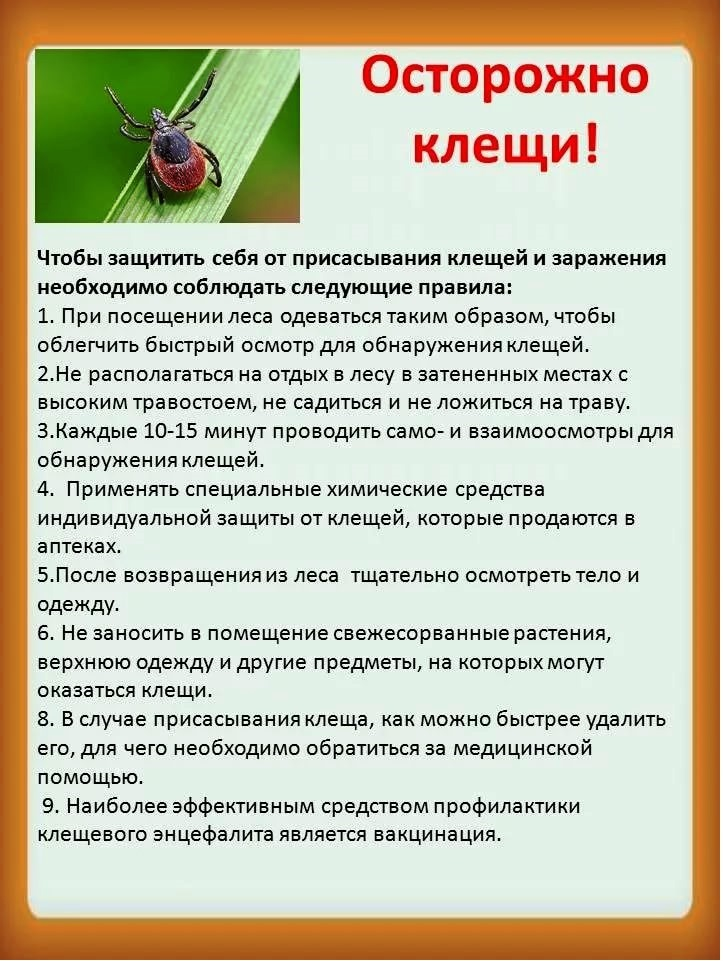 Осторожно
клещи!
Чтобы защитить себя от присасывания клещей и заражения
необходимо соблюдать следующие правила:
1. При посещении леса одеваться таким образом, чтобы
облегчить быстрый осмотр для обнаружения клещей.
2.Не располагаться на отдых в лесу в затененных местах с
высоким травостоем, не садиться и не ложиться на траву.
3.Каждые 10-15 минут проводить само- и взаимоосмотры для
обнаружения клещей.
4. Применять специальные химические средства
индивидуальной защиты от клещей, которые продаются в
аптеках.
5.После возвращения из леса тщательно осмотреть тело и
одежду.
6. Не заносить в помещение свежесорванные растения,
верхнюю одежду и другие предметы, на которых могут
оказаться клещи.
8. В случае присасывания клеща, как можно быстрее удалить
его, для чего необходимо обратиться за медицинской
помощью.
9. Наиболее эффективным средством профилактики
клещевого энцефалита является вакцинация.